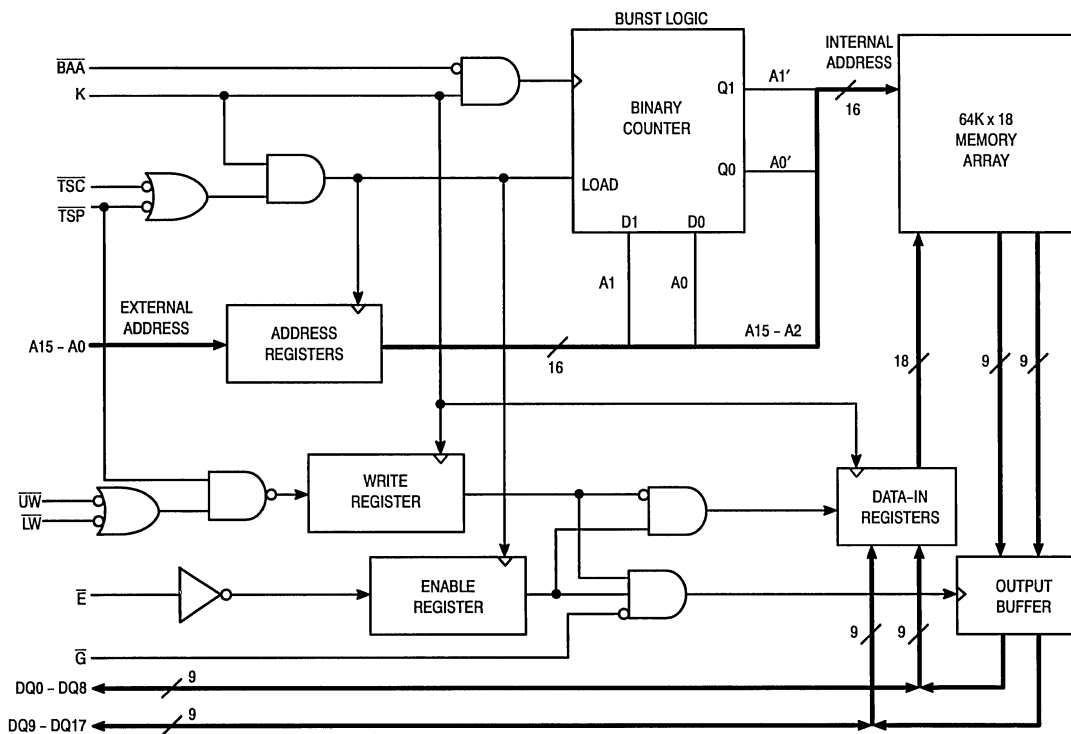 BURST LOGIC
BAA
K
BINARY
COUNTER
Q1
A1′
INTERNAL
ADDRESS
16
64K x 18
MEMORY
ARRAY
Q0
A0′
TSC
TSP
LOAD
D1
D0
A1
A0
EXTERNAL
ADDRESS
A15 – A0
ADDRESS
REGISTERS
16
A15 – A2
18
9
9
UW
LW
WRITE
REGISTER
DATA–IN
REGISTERS
E
ENABLE
REGISTER
OUTPUT
BUFFER
G
9
9
DQ0 – DQ8
9
DQ9 – DQ17
9